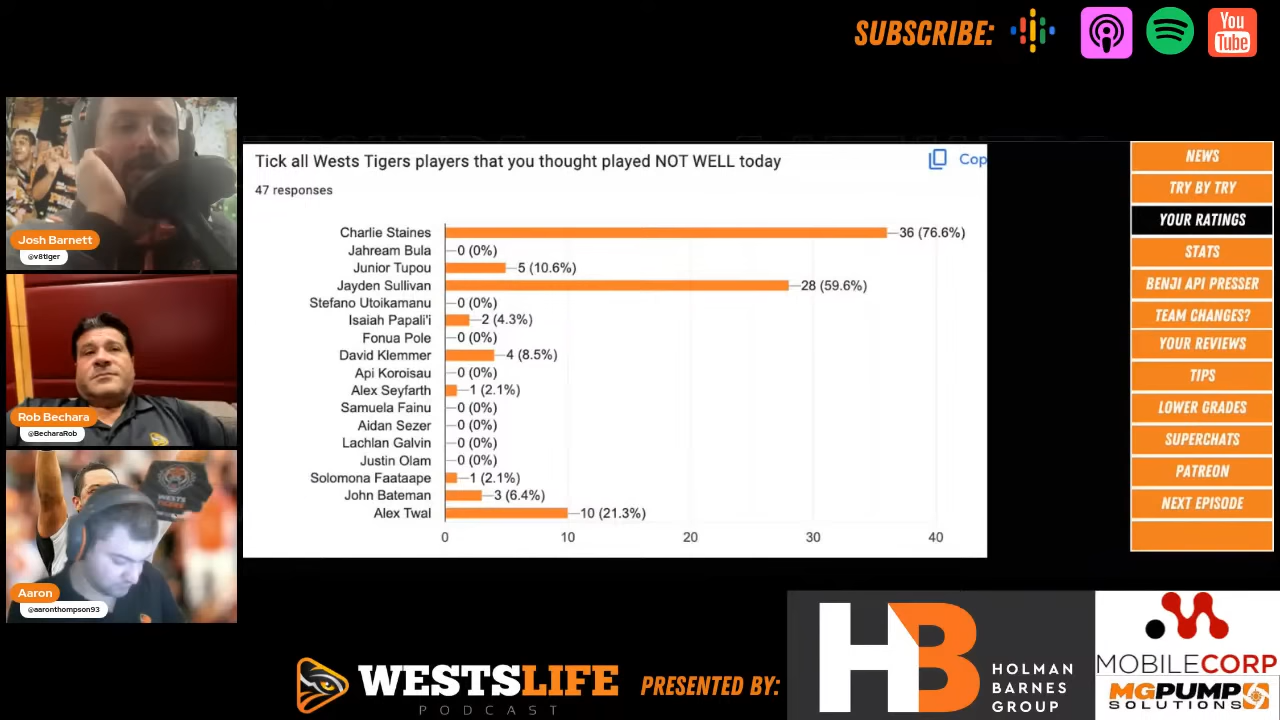 SUBSCRIBE:
You
Tube
Josh Barnett
@v8tiger
Rob Bechara
@BecharaRob
WESTS
TIGERS
Aaron
@aaronthompson93
Tick all Wests Tigers players that you thought played NOT WELL today
Cop
47 responses
Charlie Staines 36 (76.6%)
Jahream Bula 0 (0%)
Junior Tupou 5 (10.6%)
Jayden Sullivan 28 (59.6%)
Stefano Utoikamanu 0 (0%)
Isaiah Papali'i 2 (4.3%)
Fonua Pole 0 (0%)
David Klemmer 4 (8.5%)
Api Koroisau 0 (0%)
Alex Seyfarth 1 (2.1%)
Samuela Fainu 0 (0%)
Aidan Sezer 0 (0%)
Lachlan Galvin 0 (0%)
Justin Olam 0 (0%)
Solomona Faataape 1 (2.1%)
John Bateman 3 (6.4%)
Alex Twal 10 (21.3%)
0 10 20 30 40
NEWS
TRY BY TRY
YOUR RATINGS
STATS
BENJI API PRESSER
TEAM CHANGES?
YOUR REVIEWS
TIPS
LOWER GRADES
SUPERCHATS
PATREON
NEXT EPISODE
WESTSLIFE
PODCAST
PRESENTED BY:
HB
HOLMAN
BARNES
GROUP
MOBILECORP
MGPUMP
SOLUTIONS